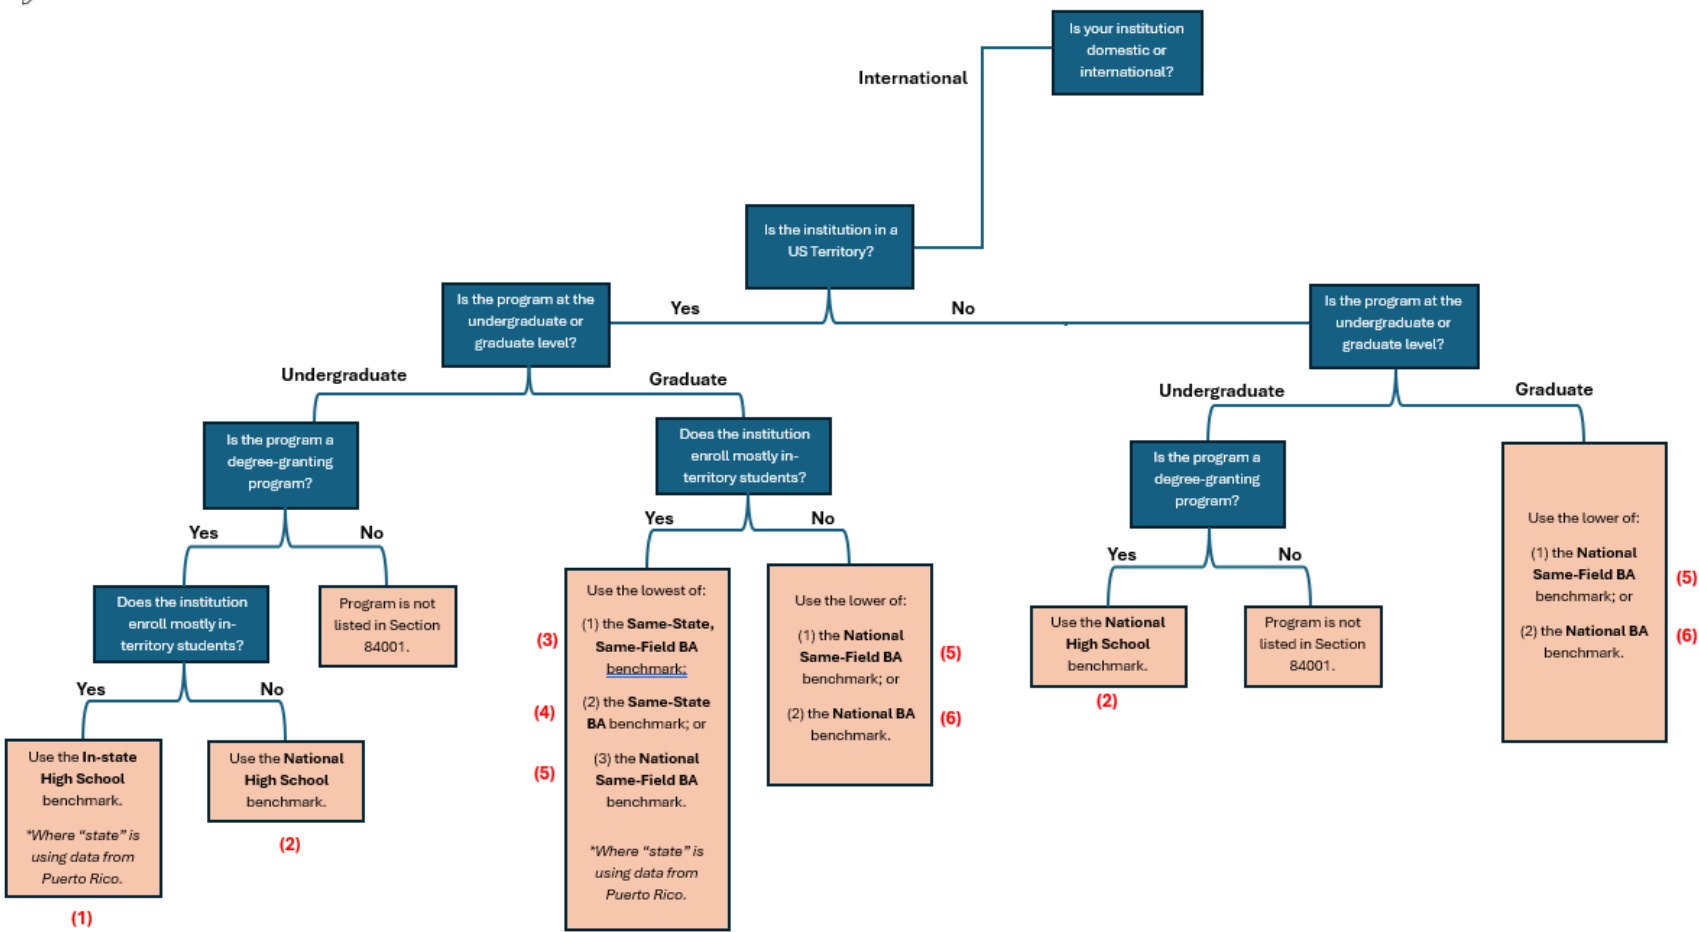 Is your institution
domestic or
international?
International
Is the institution in a
US Territory?
Yes
No
Is the program at the
undergraduate or
graduate level?
Is the program at the
undergraduate or
graduate level?
Undergraduate
Graduate
Undergraduate
Graduate
Is the program a
degree-granting
program?
Does the institution
enroll mostly in-
territory students?
Is the program a
degree-granting
program?
Yes
No
Yes
No
Yes
No
Does the institution
enroll mostly in-
territory students?
Program is not
listed in Section
84001.
Yes
No
Use the In-state
High School
benchmark.
*Where “state” is
using data from
Puerto Rico.
(1)
Use the National
High School
benchmark.
(2)
Use the lowest of:
(1) the Same-State,
Same-Field BA
benchmark;
(2) the Same-State
BA benchmark; or
(3) the National
Same-Field BA
benchmark.
*Where “state” is
using data from
Puerto Rico.
(3)
(4)
(5)
Use the lower of:
(1) the National
Same-Field BA
benchmark; or
(2) the National BA
benchmark.
(5)
(6)
Use the National
High School
benchmark.
(2)
Program is not
listed in Section
84001.
Use the lower of:
(1) the National
Same-Field BA
benchmark; or
(2) the National BA
benchmark.
(5)
(6)